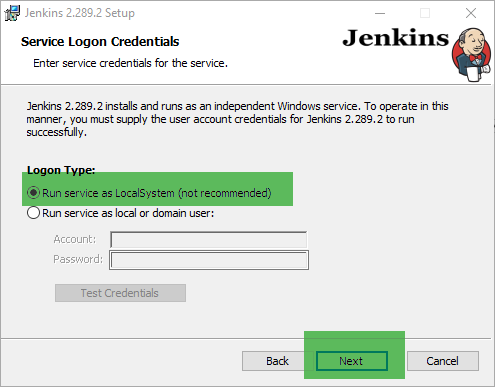 Jenkins 2.289.2 Setup
Service Logon Credentials
Enter service credentials for the service.
Jenkins
Jenkins 2.289.2 installs and runs as an independent Windows service. To operate in this
manner, you must supply the user account credentials for Jenkins 2.289.2 to run
successfully.
Logon Type:
Run service as LocalSystem (not recommended)
Run service as local or domain user:
Account:
Password:
Test Credentials
Back
Next
Cancel